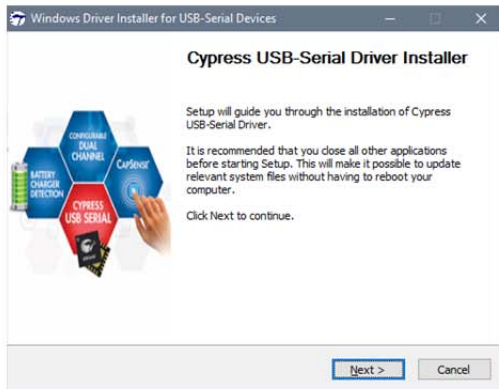 Windows Driver Installer for USB-Serial Devices
Cypress USB-Serial Driver Installer
Setup will guide you through the installation of Cypress
USB-Serial Driver.
It is recommended that you close all other applications
before starting Setup. This will make it possible to update
relevant system files without having to reboot your
computer.
Click Next to continue.
CONFIGURABLE
DUAL
CHANNEL
CAPSENSE
BATTERY
CHARGER
DETECTION
CYPRESS
USB SERIAL
Next >
Cancel